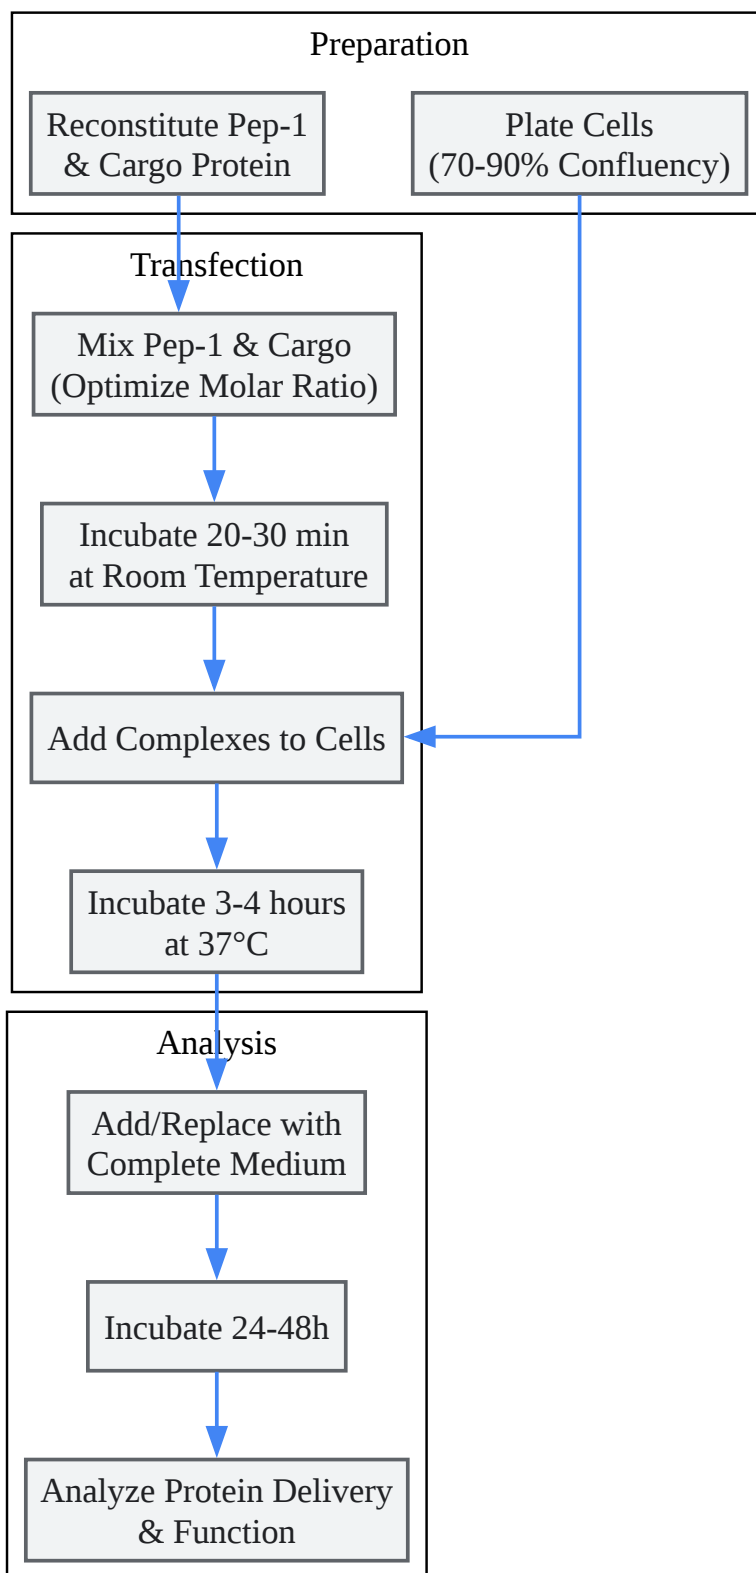 Preparation
Reconstitute Pep-1
& Cargo Protein
Plate Cells
(70-90% Confluency)
Transfection
Mix Pep-1 & Cargo
(Optimize Molar Ratio)
Incubate 20-30 min
at Room Temperature
Add Complexes to Cells
Incubate 3-4 hours
at 37°C
Analysis
Add/Replace with
Complete Medium
Incubate 24-48h
Analyze Protein Delivery
& Function